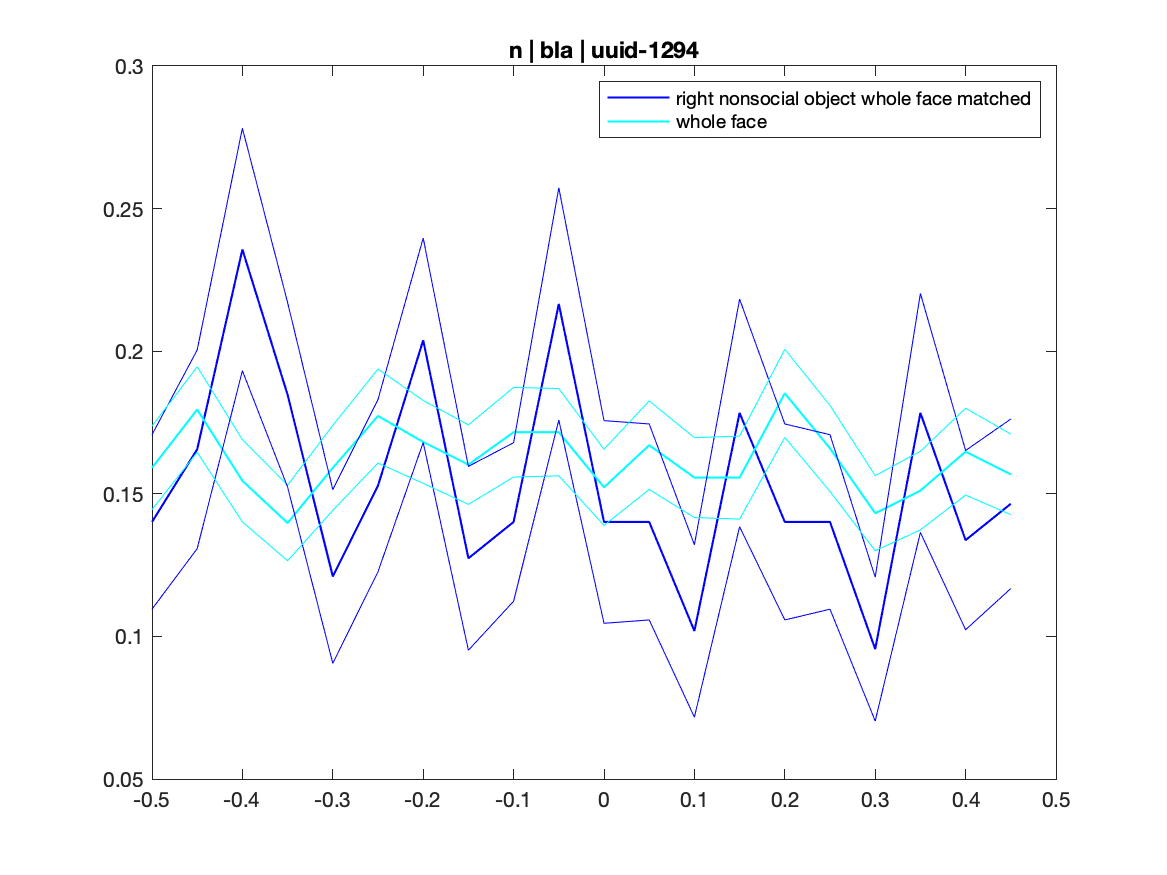 n | bla | uuid-1294
right nonsocial object whole face matched
whole face
0.3
0.25
0.2
0.15
0.1
0.05
-0.5 -0.4 -0.3 -0.2 -0.1 0 0.1 0.2 0.3 0.4 0.5